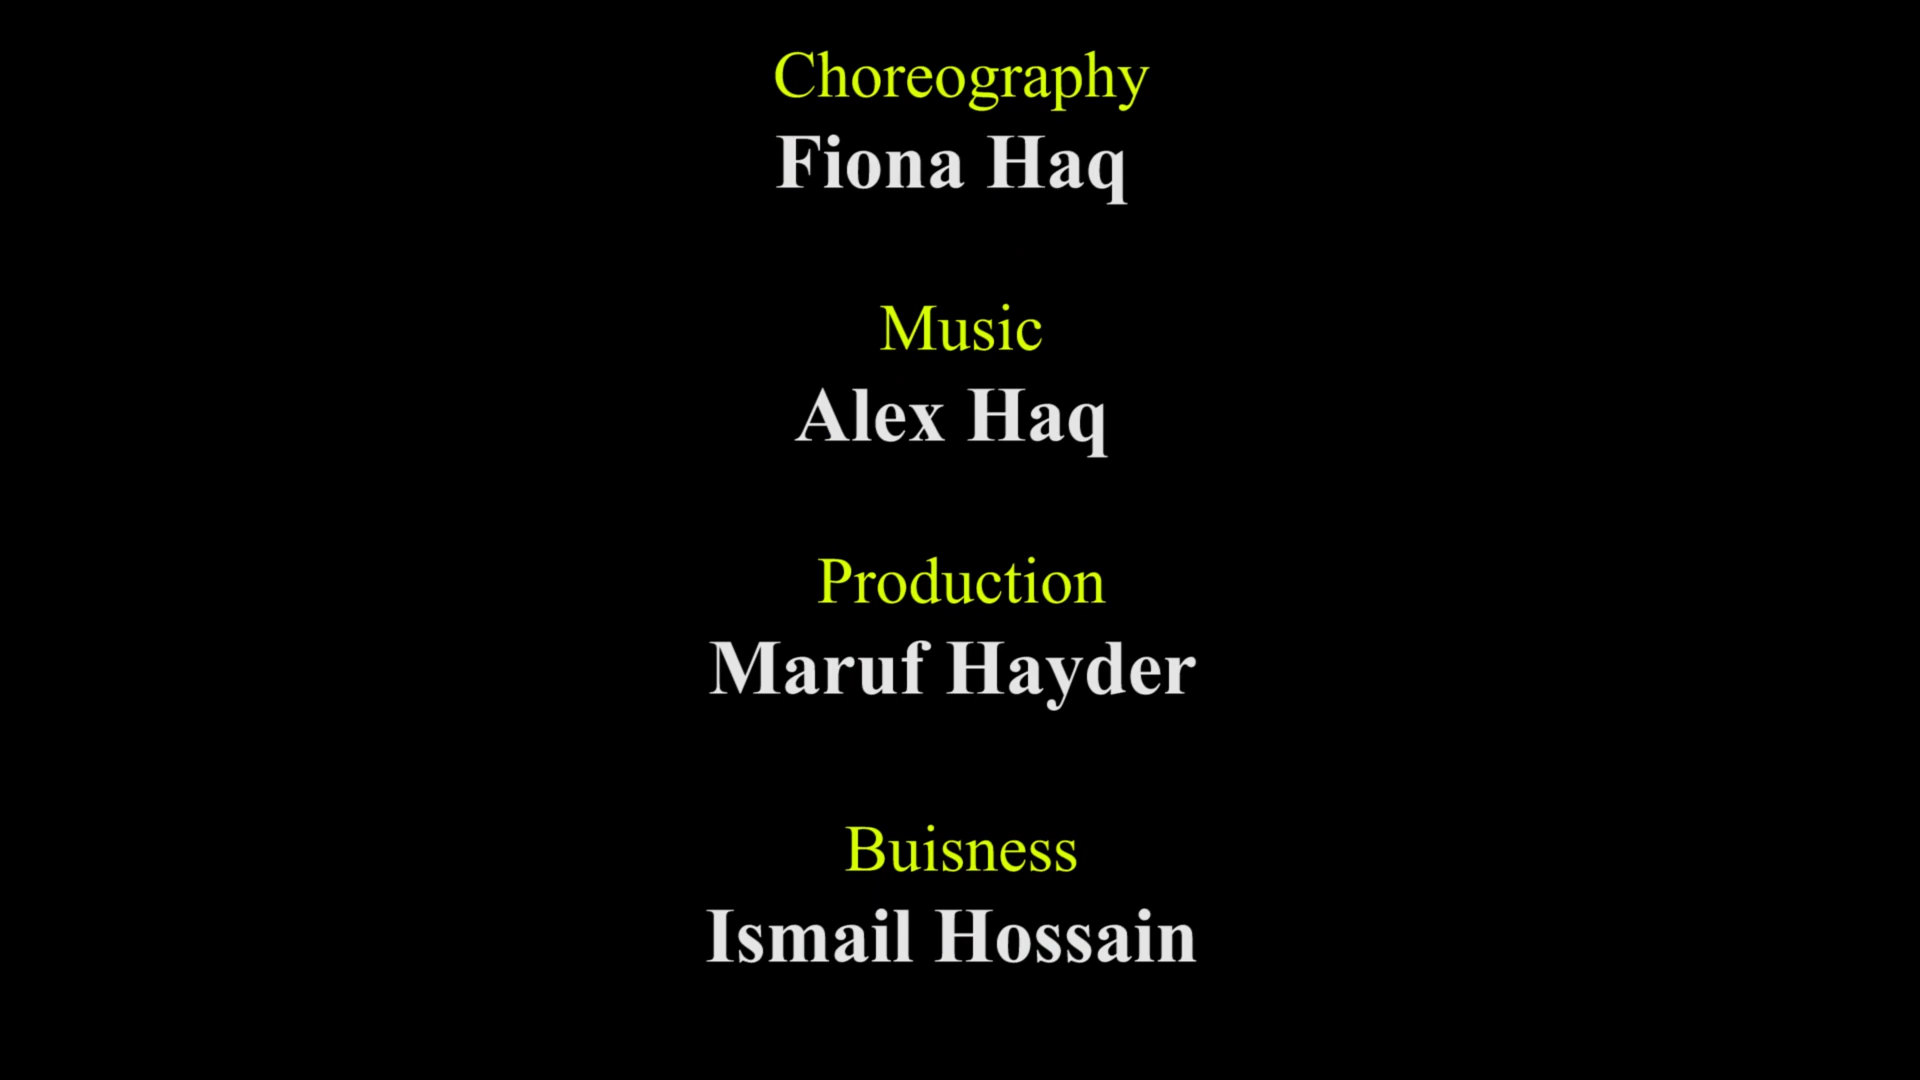 Choreography
Fiona Haq
Music
Alex Haq
Production
Maruf Hayder
Buisness
Ismail Hossain